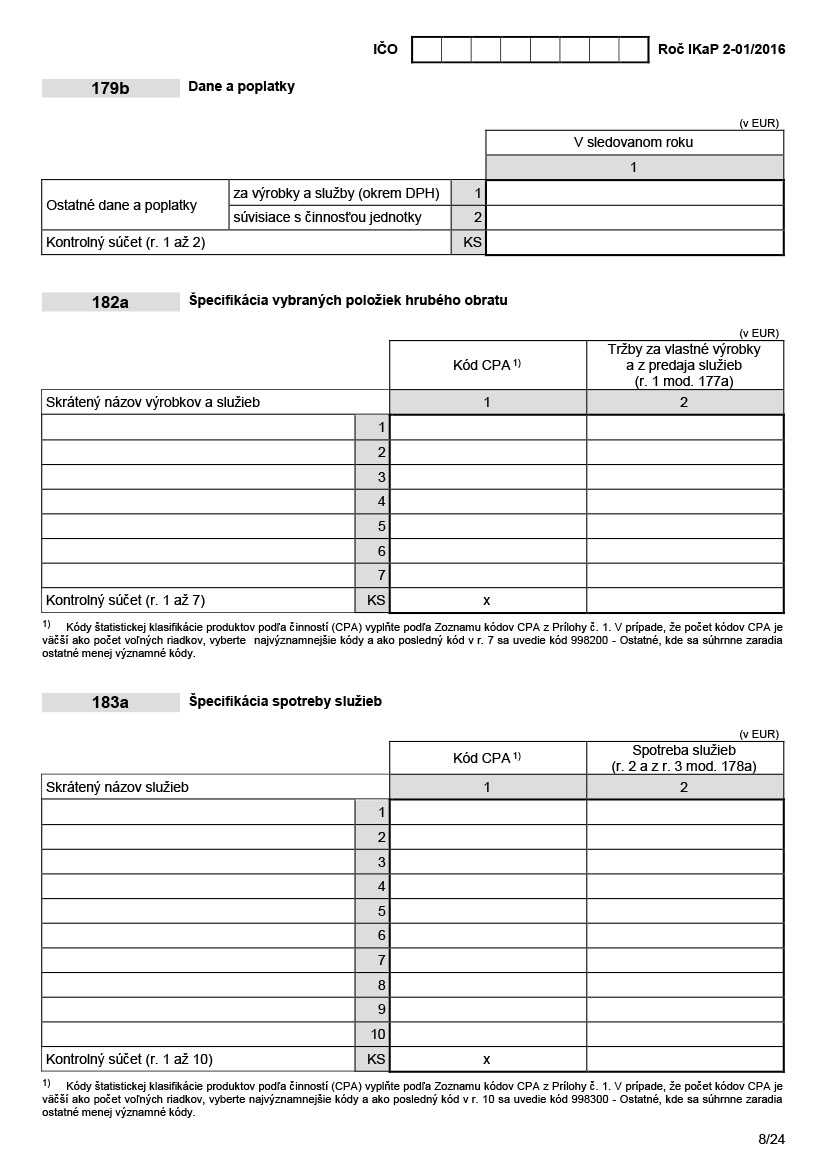 IČO Roč IKaP 2-01/2016
179b Dane a poplatky
(v EUR)
V sledovanom roku
1
Ostatné dane a poplatky za výrobky a služby (okrem DPH) 1
súvisiace s činnosťou jednotky 2
Kontrolný súčet (r. 1 až 2) KS
182a Špecifikácia vybraných položiek hrubého obratu
(v EUR)
Kód CPA 1) Tržby za vlastné výrobky
a z predaja služieb
(r. 1 mod. 177a)
Skrátený názov výrobkov a služieb 1 2
1
2
3
4
5
6
7
Kontrolný súčet (r. 1 až 7) KS x
1) Kódy štatistickej klasifikácie produktov podľa činností (CPA) vyplňte podľa Zoznamu kódov CPA z Prílohy č. 1. V prípade, že počet kódov CPA je
väčší ako počet voľných riadkov, vyberte najvýznamnejšie kódy a ako posledný kód v r. 7 sa uvedie kód 998200 - Ostatné, kde sa súhrnne zaradia
ostatné menej významné kódy.
183a Špecifikácia spotreby služieb
(v EUR)
Kód CPA 1) Spotreba služieb
(r. 2 a z r. 3 mod. 178a)
Skrátený názov služieb 1 2
1
2
3
4
5
6
7
8
9
10
Kontrolný súčet (r. 1 až 10) KS x
1) Kódy štatistickej klasifikácie produktov podľa činností (CPA) vyplňte podľa Zoznamu kódov CPA z Prílohy č. 1. V prípade, že počet kódov CPA je
väčší ako počet voľných riadkov, vyberte najvýznamnejšie kódy a ako posledný kód v r. 10 sa uvedie kód 998300 - Ostatné, kde sa súhrnne zaradia
ostatné menej významné kódy.
8/24